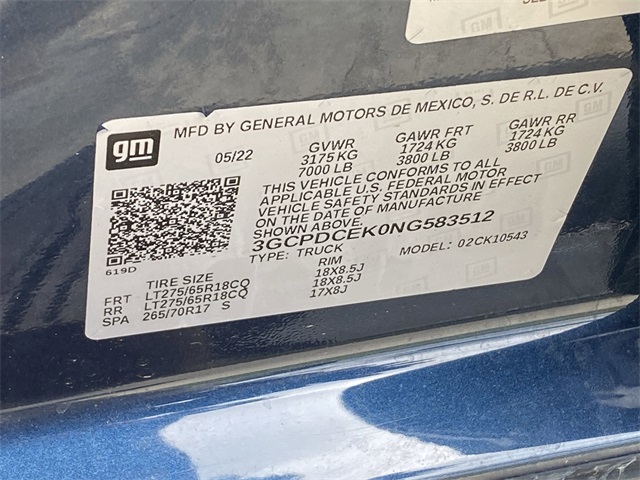 gm
MFD BY GENERAL MOTORS DE MEXICO, S. DE R.L. DE C.V.
05/22 GVWR GAWR FRT GAWR RR
3175 KG 1724 KG 1724 KG
7000 LB 3800 LB 3800 LB
THIS VEHICLE CONFORMS TO ALL
APPLICABLE U.S. FEDERAL MOTOR
VEHICLE SAFETY STANDARDS IN EFFECT
ON THE DATE OF MANUFACTURE
3GCPDCEK0NG583512
TYPE: TRUCK MODEL: 02CK10543
619D
TIRE SIZE RIM
FRT LT275/65R18CQ 18X8.5J
RR LT275/65R18CQ 18X8.5J
SPA 265/70R17 S 17X8J